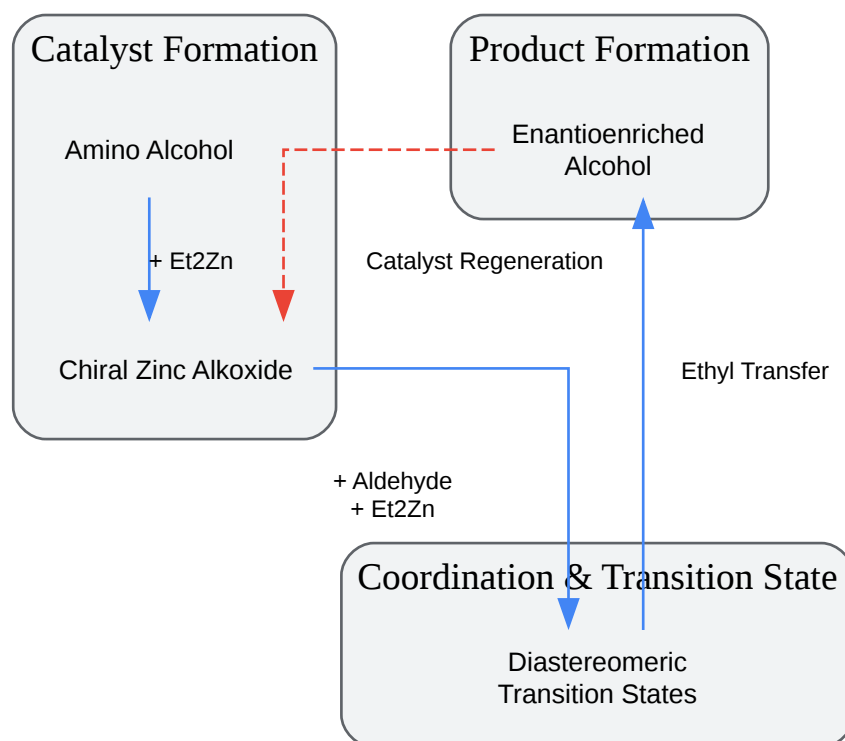 Catalyst Formation
Amino Alcohol
+ Et2Zn
Chiral Zinc Alkoxide
Product Formation
Enantioenriched
Alcohol
Catalyst Regeneration
Ethyl Transfer
+ Aldehyde
+ Et2Zn
Coordination & Transition State
Diastereomeric
Transition States